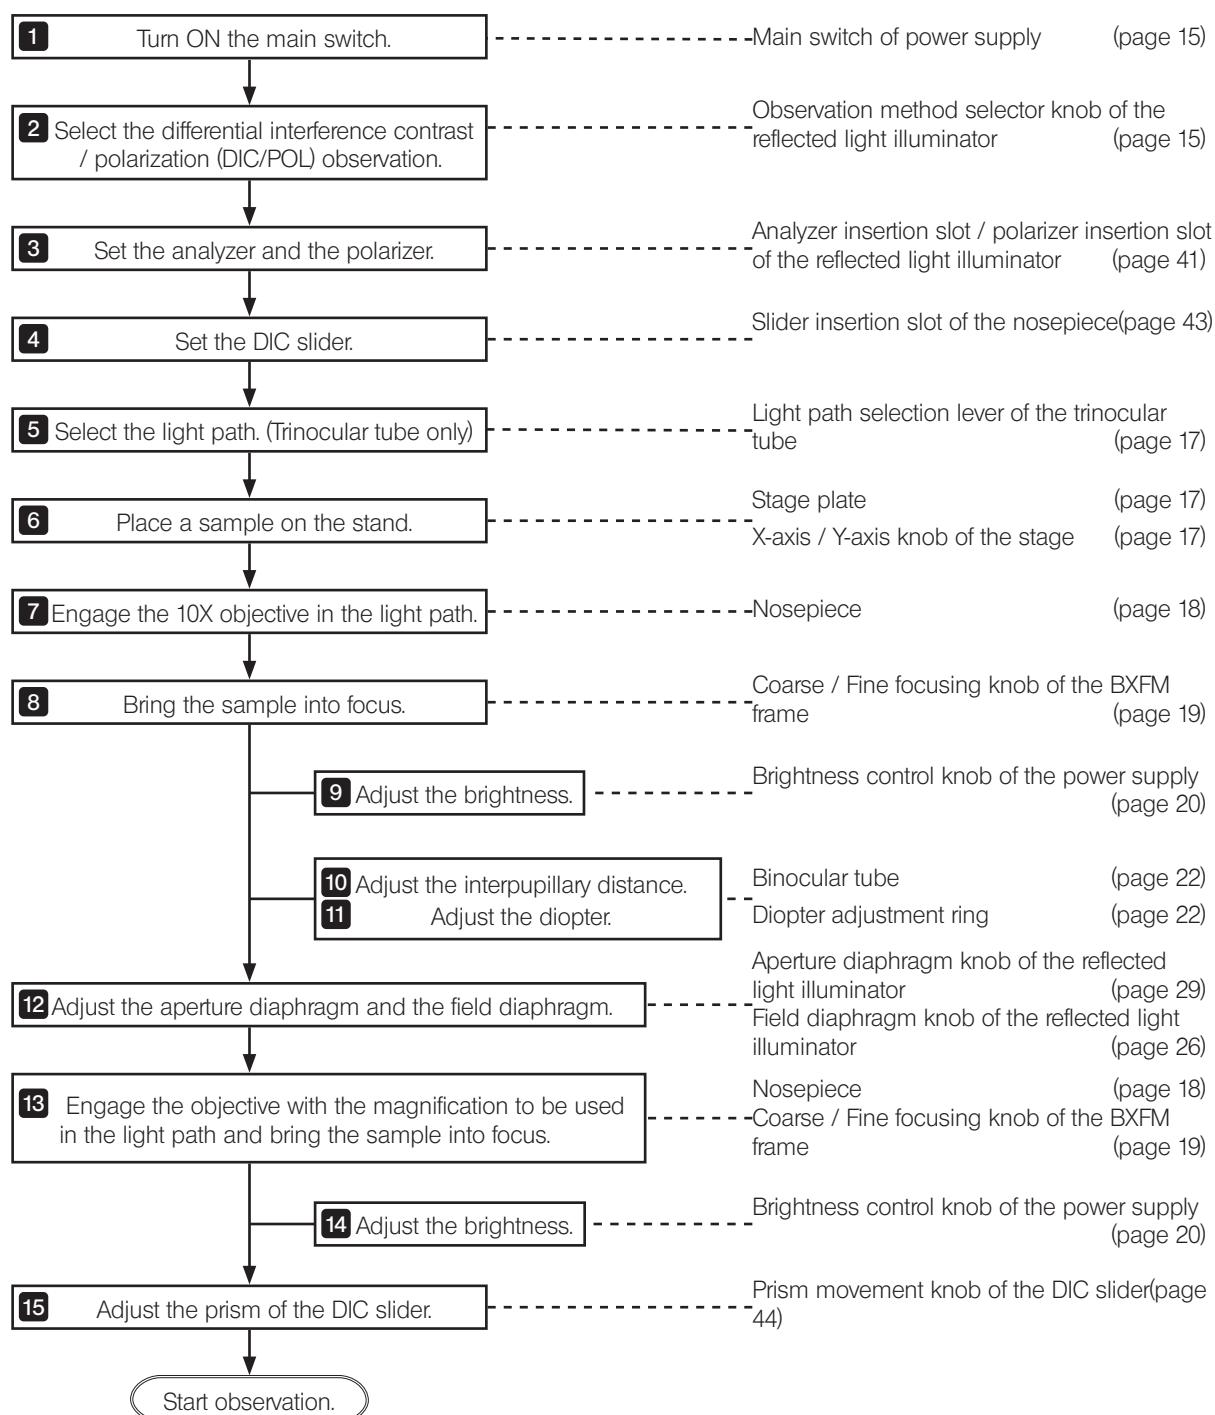 1 Turn ON the main switch.
Main switch of power supply (page 15)
2 Select the differential interference contrast
/ polarization (DIC/POL) observation.
Observation method selector knob of the
reflected light illuminator (page 15)
3 Set the analyzer and the polarizer.
Analyzer insertion slot / polarizer insertion slot
of the reflected light illuminator (page 41)
4 Set the DIC slider.
Slider insertion slot of the nosepiece(page 43)
5 Select the light path. (Trinocular tube only)
Light path selection lever of the trinocular
tube (page 17)
6 Place a sample on the stand.
Stage plate (page 17)
X-axis / Y-axis knob of the stage (page 17)
7 Engage the 10X objective in the light path.
Nosepiece (page 18)
8 Bring the sample into focus.
Coarse / Fine focusing knob of the BXFM
frame (page 19)
9 Adjust the brightness.
Brightness control knob of the power supply
(page 20)
10 Adjust the interpupillary distance.
11 Adjust the diopter.
Binocular tube (page 22)
Diopter adjustment ring (page 22)
12 Adjust the aperture diaphragm and the field diaphragm.
Aperture diaphragm knob of the reflected
light illuminator (page 29)
Field diaphragm knob of the reflected light
illuminator (page 26)
13 Engage the objective with the magnification to be used
in the light path and bring the sample into focus.
Nosepiece (page 18)
Coarse / Fine focusing knob of the BXFM
frame (page 19)
14 Adjust the brightness.
Brightness control knob of the power supply
(page 20)
15 Adjust the prism of the DIC slider.
Prism movement knob of the DIC slider(page
44)
Start observation.